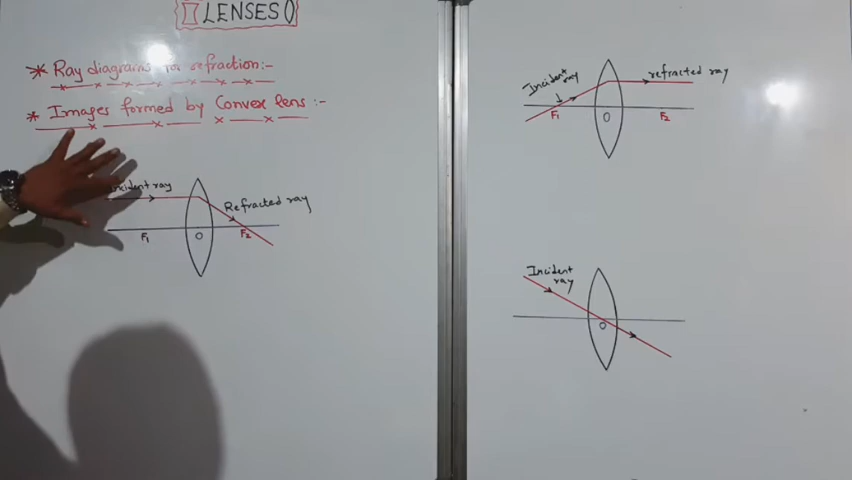 LENSES
* Ray diagrams for refraction:-
* Images formed by Convex lens :-
Incident ray
Refracted ray
F₁
O
F₂
Incident
ray
refracted ray
F₁
O
F₂
Incident
ray
O